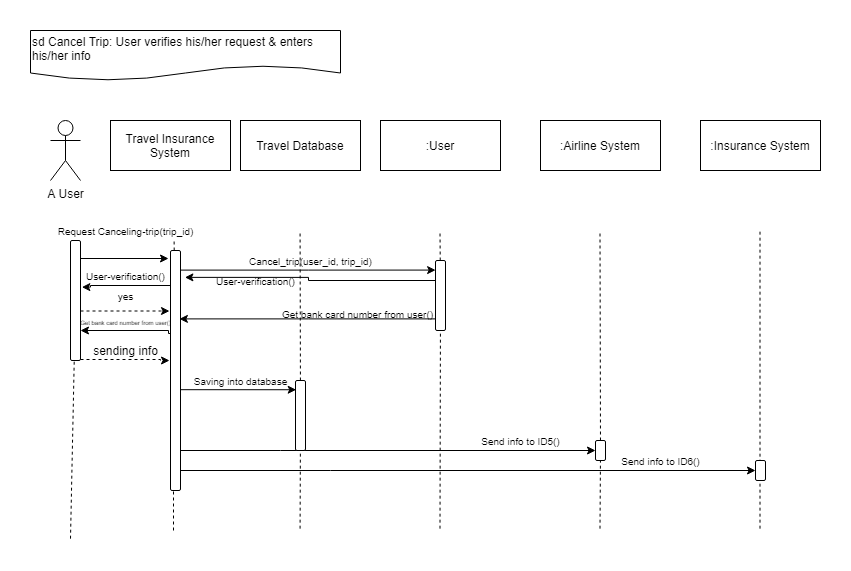 sd Cancel Trip: User verifies his/her request & enters
his/her info
Travel Insurance
System
Travel Database
:User
:Airline System
:Insurance System
A User
Request Canceling-trip(trip_id)
Cancel_trip(user_id, trip_id)
User-verification()
User-verification()
yes
Get bank card number from user()
Get bank card number from user()
sending info
Saving into database
Send info to ID5()
Send info to ID6()